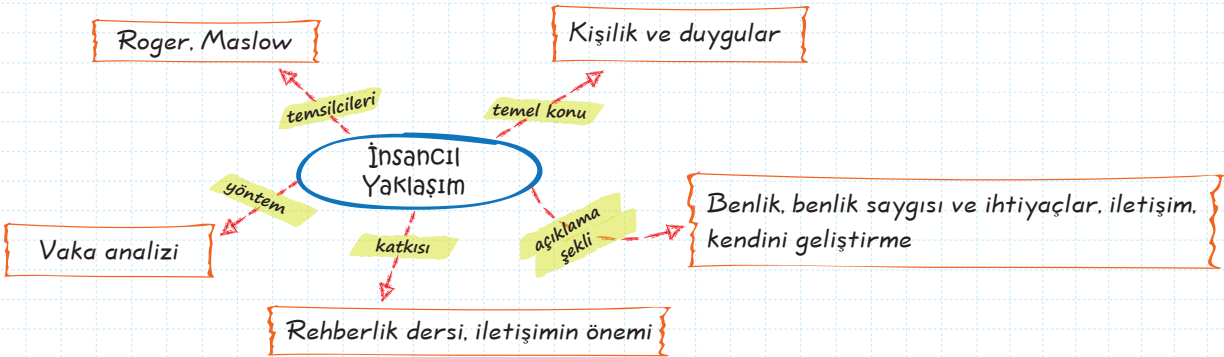 Roger, Maslow
Kişilik ve duygular
temsilcileri
temel konu
İnsancıl
Yaklaşım
yöntem
Vaka analizi
katkısı
açıklama
şekli
Benlik, benlik saygısı ve ihtiyaçlar, iletişim,
kendini geliştirme
Rehberlik dersi, iletişimin önemi